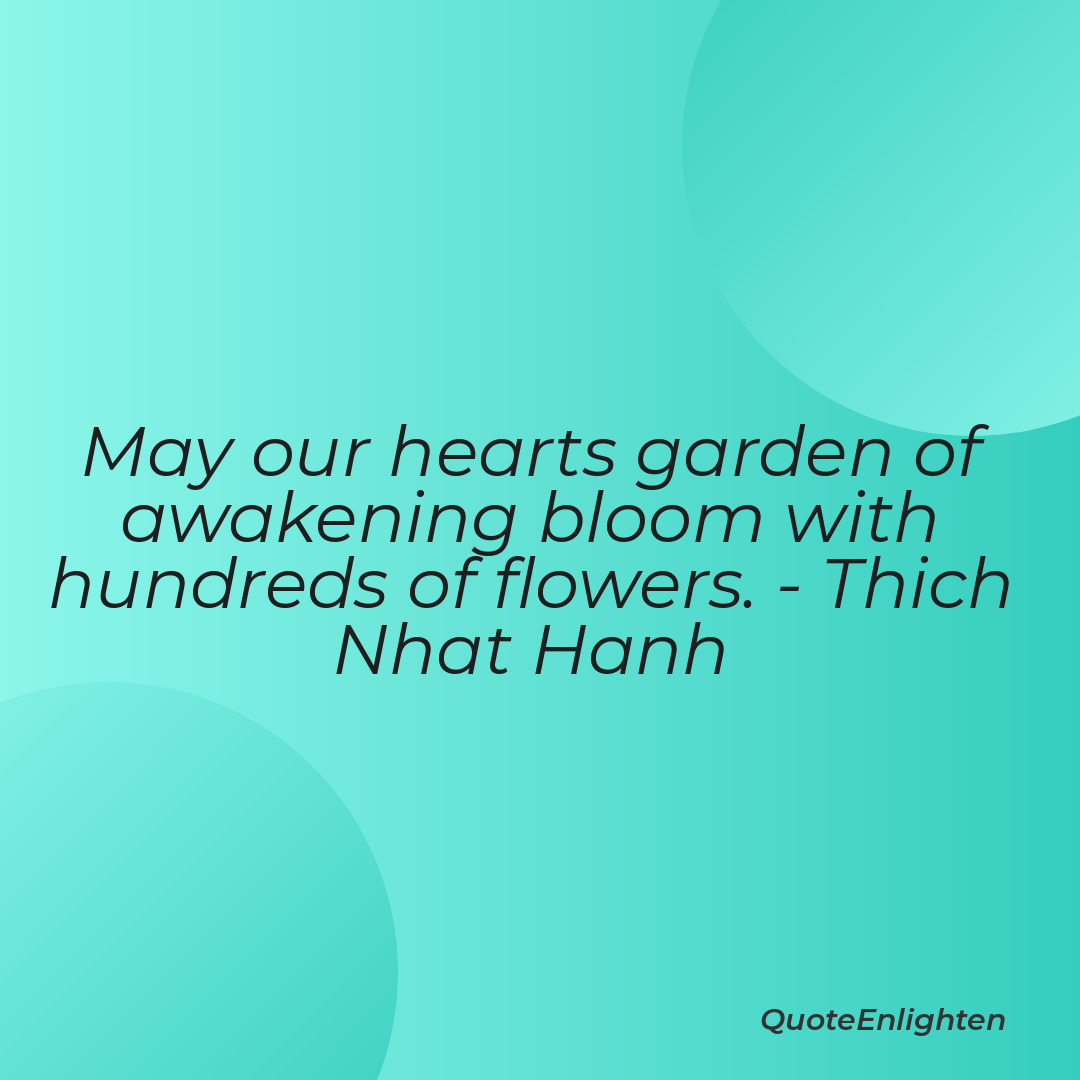 May our hearts garden of
awakening bloom with
hundreds of flowers. - Thich
Nhat Hanh
QuoteEnlighten